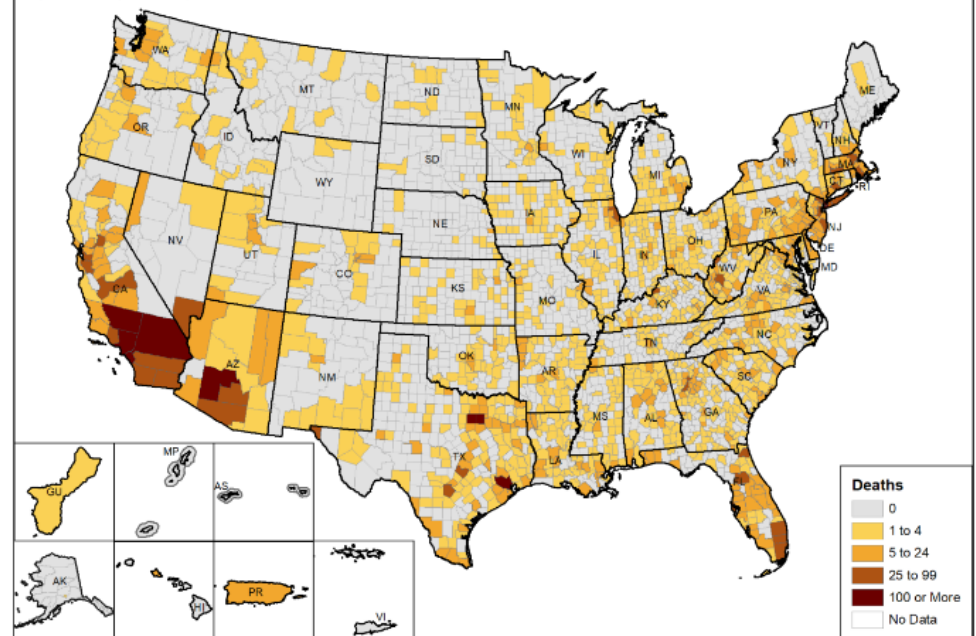 WA
MT
ND
MN
ME
OR
ID
SD
WI
VT
NH
WY
MI
NY
MA
CT
RI
IA
NE
PA
NJ
NV
UT
CO
IL
IN
OH
DE
MD
CA
KS
MO
WV
VA
KY
NC
TN
AZ
NM
OK
AR
SC
MS
AL
GA
TX
LA
MP
GU
AS
AK
HI
PR
VI
Deaths
0
1 to 4
5 to 24
25 to 99
100 or More
No Data